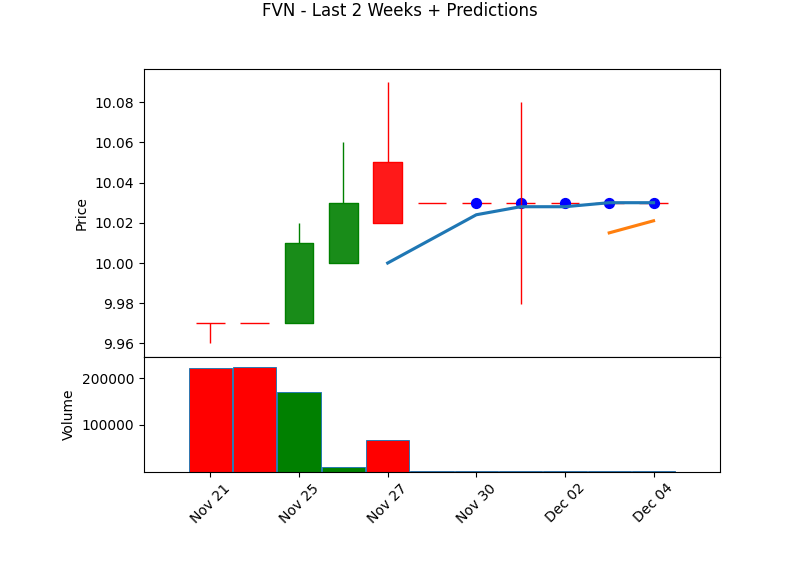 FVN - Last 2 Weeks + Predictions
Price
10.08
10.06
10.04
10.02
10.00
9.98
9.96
Volume
200000
100000
Nov 21
Nov 25
Nov 27
Nov 30
Dec 02
Dec 04